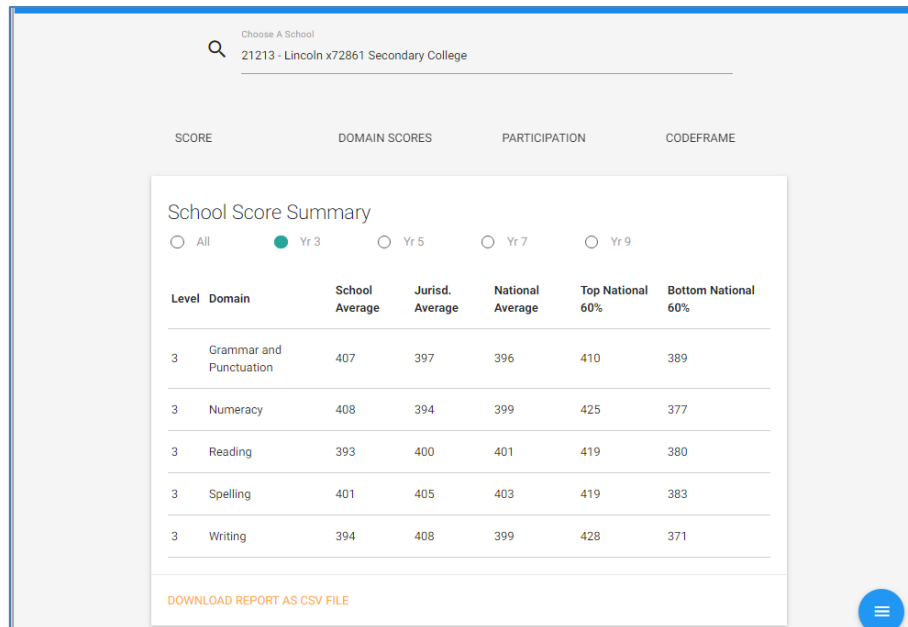 Choose A School
21213 - Lincoln x72861 Secondary College
SCORE DOMAIN SCORES PARTICIPATION CODEFRAME
School Score Summary
All Yr 3 Yr 5 Yr 7 Yr 9
Level Domain School Average Jurisd. Average National Average Top National 60% Bottom National 60%
3 Grammar and Punctuation 407 397 396 410 389
3 Numeracy 408 394 399 425 377
3 Reading 393 400 401 419 380
3 Spelling 401 405 403 419 383
3 Writing 394 408 399 428 371
DOWNLOAD REPORT AS CSV FILE